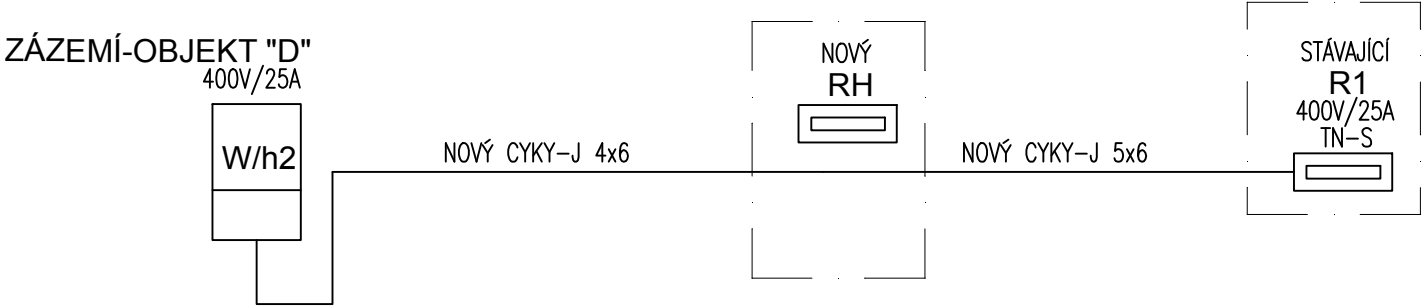 ZÁZEMÍ-OBJEKT "D"
400V/25A
W/h2
NOVÝ CYKY-J 4x6
NOVÝ
RH
NOVÝ CYKY-J 5x6
STÁVAJÍCÍ
R1
400V/25A
TN-S